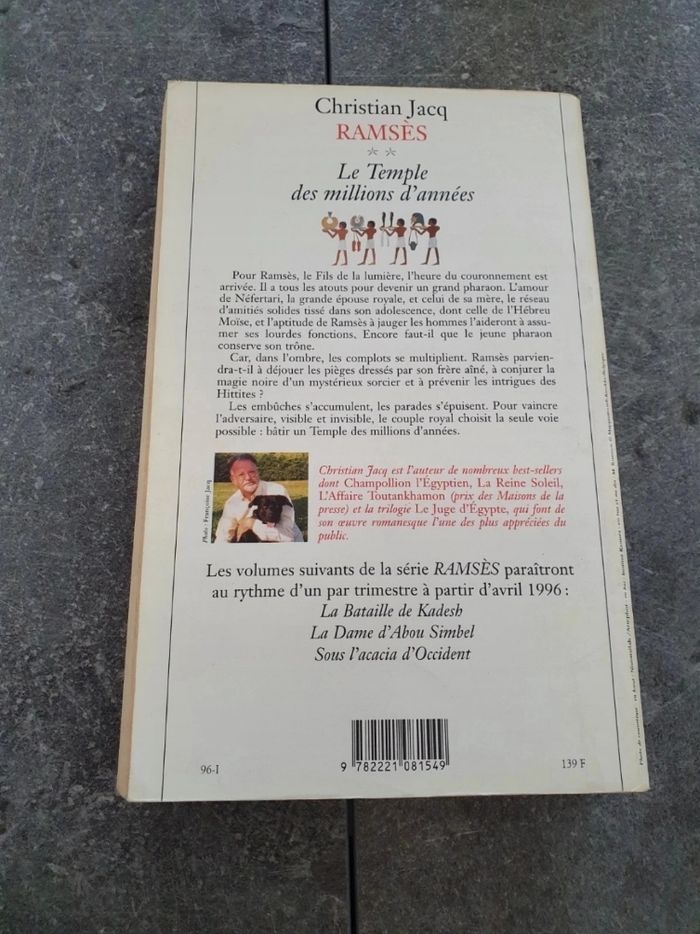 Christian Jacq
RAMSÈS
* *
Le Temple
des millions d'années
Pour Ramsès, le Fils de la lumière, l'heure du couronnement est
arrivée. Il a tous les atouts pour devenir un grand pharaon. L'amour
de Néfertari, la grande épouse royale, et celui de sa mère, le réseau
d'amitiés solides tissé dans son adolescence, dont celle de l'Hébreu
Moïse, et l'aptitude de Ramsès à jauger les hommes l'aideront à assu-
mer ses lourdes fonctions. Encore faut-il que le jeune pharaon
conserve son trône.
Car, dans l'ombre, les complots se multiplient. Ramsès parvien-
dra-t-il à déjouer les pièges dressés par son frère aîné, à conjurer la
magie noire d'un mystérieux sorcier et à prévenir les intrigues des
Hittites ?
Les embûches s'accumulent, les parades s'épuisent. Pour vaincre
l'adversaire, visible et invisible, le couple royal choisit la seule voie
possible : bâtir un Temple des millions d'années.
Photo : Françoise Jacq
Christian Jacq est l'auteur de nombreux best-sellers
dont Champollion l'Égyptien, La Reine Soleil,
L'Affaire Toutankhamon (prix des Maisons de la
presse) et la trilogie Le Juge d'Égypte, qui font de
son œuvre romanesque l'une des plus appréciées du
public.
Les volumes suivants de la série RAMSÈS paraîtront
au rythme d'un par trimestre à partir d'avril 1996 :
La Bataille de Kadesh
La Dame d'Abou Simbel
Sous l'acacia d'Occident
96-I
9 782221 081549
139 F